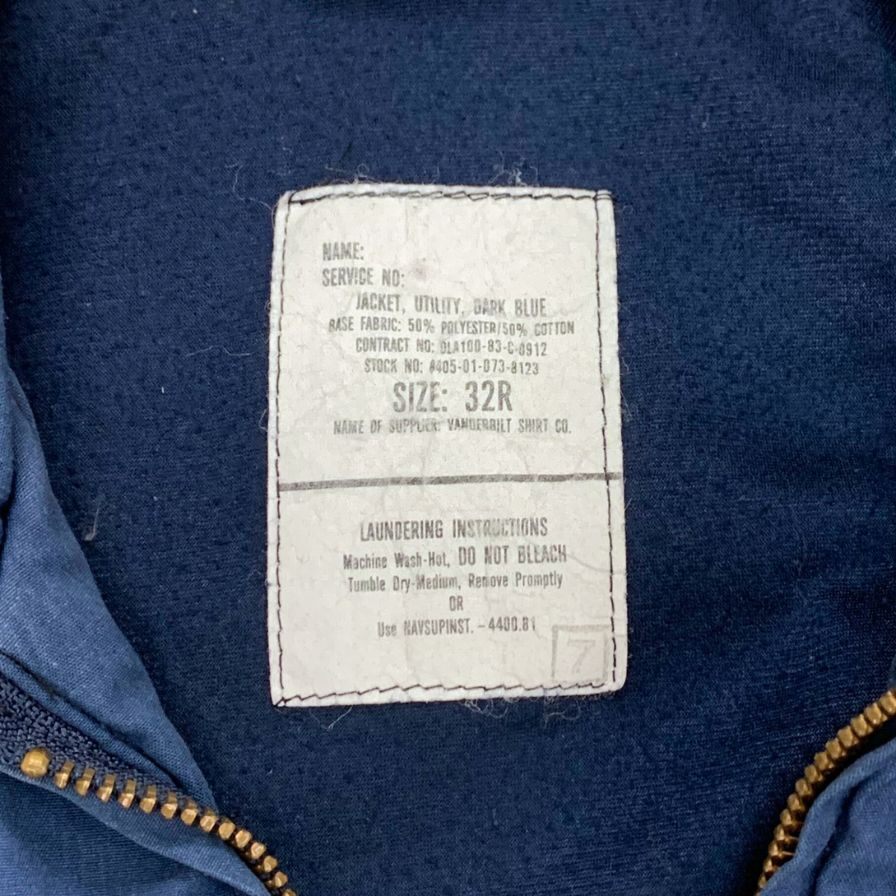 NAME:
SERVICE NO:
JACKET, UTILITY, DARK BLUE
BASE FABRIC: 50% POLYESTER/50% COTTON
CONTRACT NO: DLA100-83-C-0912
STOCK NO: 8405-01-073-8123
SIZE: 32R
NAME OF SUPPLIER: VANDERBILT SHIRT CO.
LAUNDERING INSTRUCTIONS
Machine Wash-Hot, DO NOT BLEACH
Tumble Dry-Medium, Remove Promptly
OR
Use NAVSUPINST. -4400.81
7